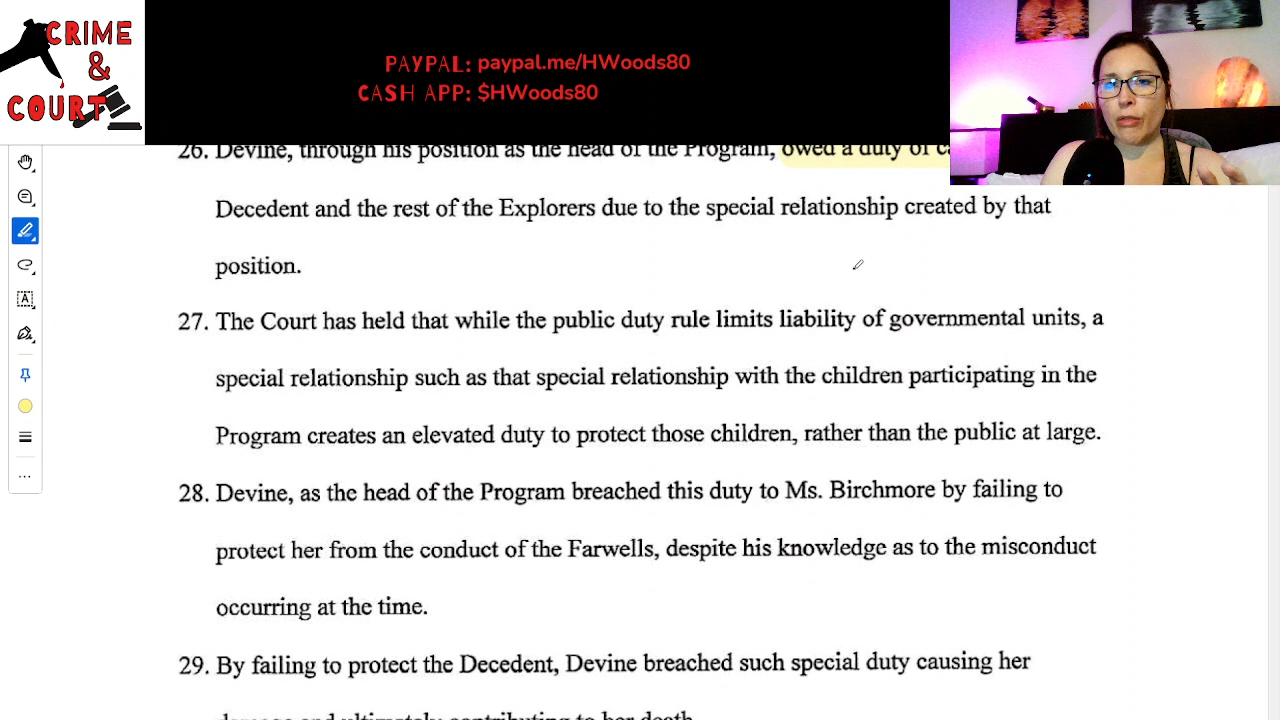 CRIME
&
COURT
PAYPAL: paypal.me/HWoods80
CASH APP: $HWoods80
26. Devine, through his position as the head of the Program, owed a duty of
Decedent and the rest of the Explorers due to the special relationship created by that
position.
27. The Court has held that while the public duty rule limits liability of governmental units, a
special relationship such as that special relationship with the children participating in the
Program creates an elevated duty to protect those children, rather than the public at large.
28. Devine, as the head of the Program breached this duty to Ms. Birchmore by failing to
protect her from the conduct of the Farwells, despite his knowledge as to the misconduct
occurring at the time.
29. By failing to protect the Decedent, Devine breached such special duty causing her
damage and ultimately contributing to her death.